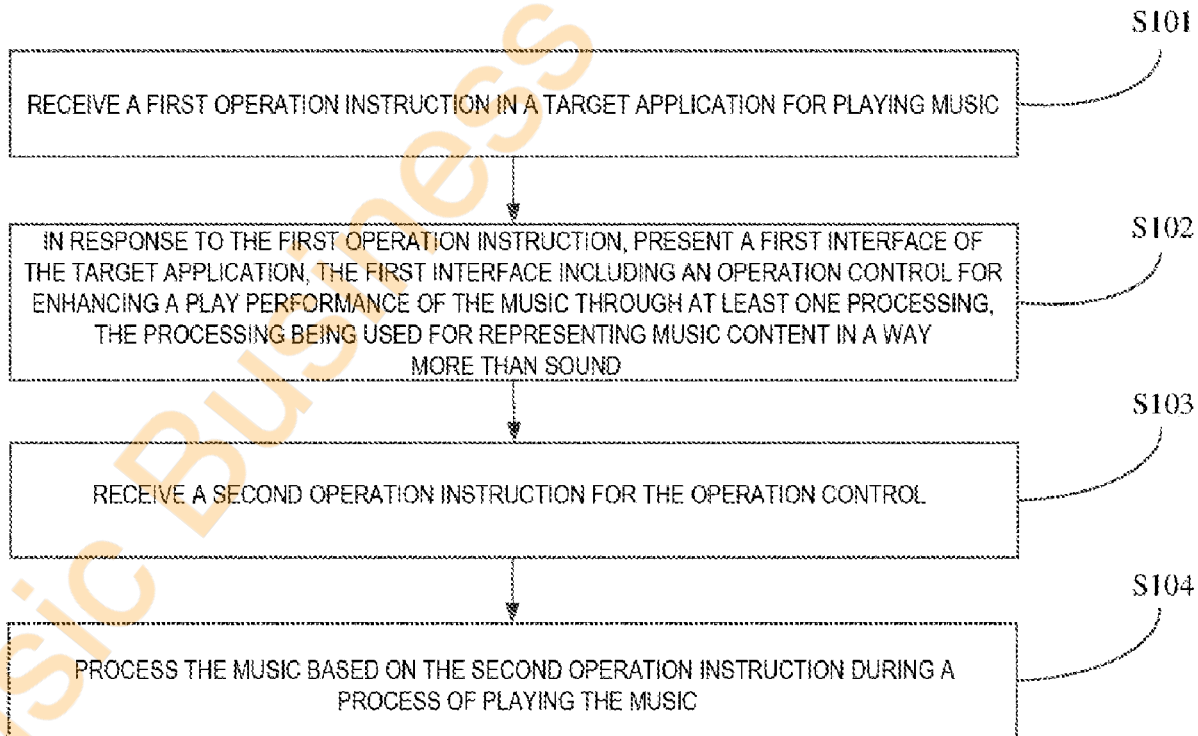 S101
RECEIVE A FIRST OPERATION INSTRUCTION IN A TARGET APPLICATION FOR PLAYING MUSIC
S102
IN RESPONSE TO THE FIRST OPERATION INSTRUCTION, PRESENT A FIRST INTERFACE OF
THE TARGET APPLICATION, THE FIRST INTERFACE INCLUDING AN OPERATION CONTROL FOR
ENHANCING A PLAY PERFORMANCE OF THE MUSIC THROUGH AT LEAST ONE PROCESSING,
THE PROCESSING BEING USED FOR REPRESENTING MUSIC CONTENT IN A WAY
MORE THAN SOUND
S103
RECEIVE A SECOND OPERATION INSTRUCTION FOR THE OPERATION CONTROL
S104
PROCESS THE MUSIC BASED ON THE SECOND OPERATION INSTRUCTION DURING A
PROCESS OF PLAYING THE MUSIC
sic Business